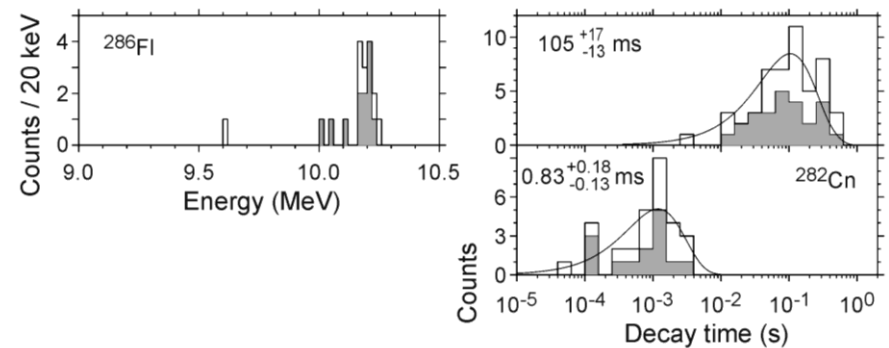 Counts / 20 keV
4
2
0
²⁸⁶Fl
9.0 9.5 10.0 10.5
Energy (MeV)
10
5
0
105 +17 -13 ms
Counts
6
3
0
0.83 +0.18 -0.13 ms
²⁸²Cn
10⁻⁵ 10⁻⁴ 10⁻³ 10⁻² 10⁻¹ 10⁰
Decay time (s)